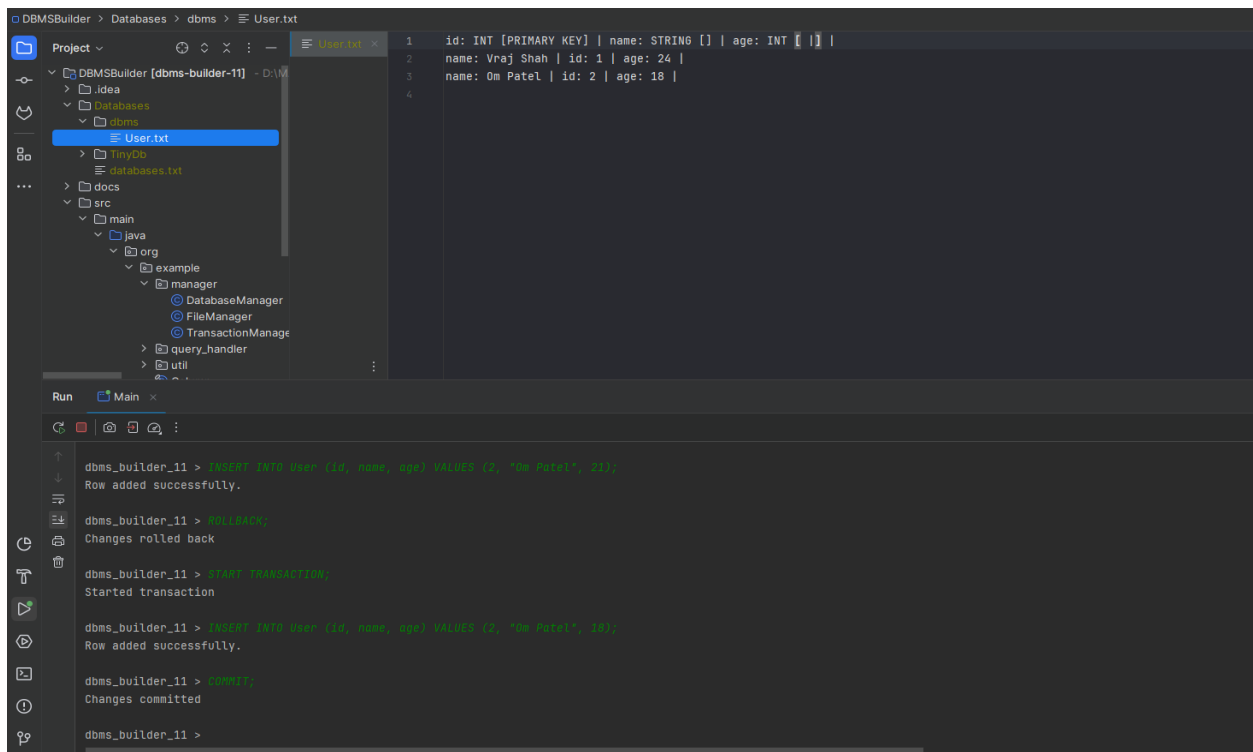 DBMSBuilder > Databases > dbms > User.txt
Project
DBMSBuilder [dbms-builder-11] - D:\M
.idea
Databases
dbms
User.txt
TinyDb
databases.txt
docs
src
main
java
org
example
manager
DatabaseManager
FileManager
TransactionManage
query_handler
util
User.txt
1 id: INT [PRIMARY KEY] | name: STRING [] | age: INT [ |] |
2 name: Vraj Shah | id: 1 | age: 24 |
3 name: Om Patel | id: 2 | age: 18 |
4
Run Main
dbms_builder_11 > INSERT INTO User (id, name, age) VALUES (2, "Om Patel", 21);
Row added successfully.
dbms_builder_11 > ROLLBACK;
Changes rolled back
dbms_builder_11 > START TRANSACTION;
Started transaction
dbms_builder_11 > INSERT INTO User (id, name, age) VALUES (2, "Om Patel", 18);
Row added successfully.
dbms_builder_11 > COMMIT;
Changes committed
dbms_builder_11 >